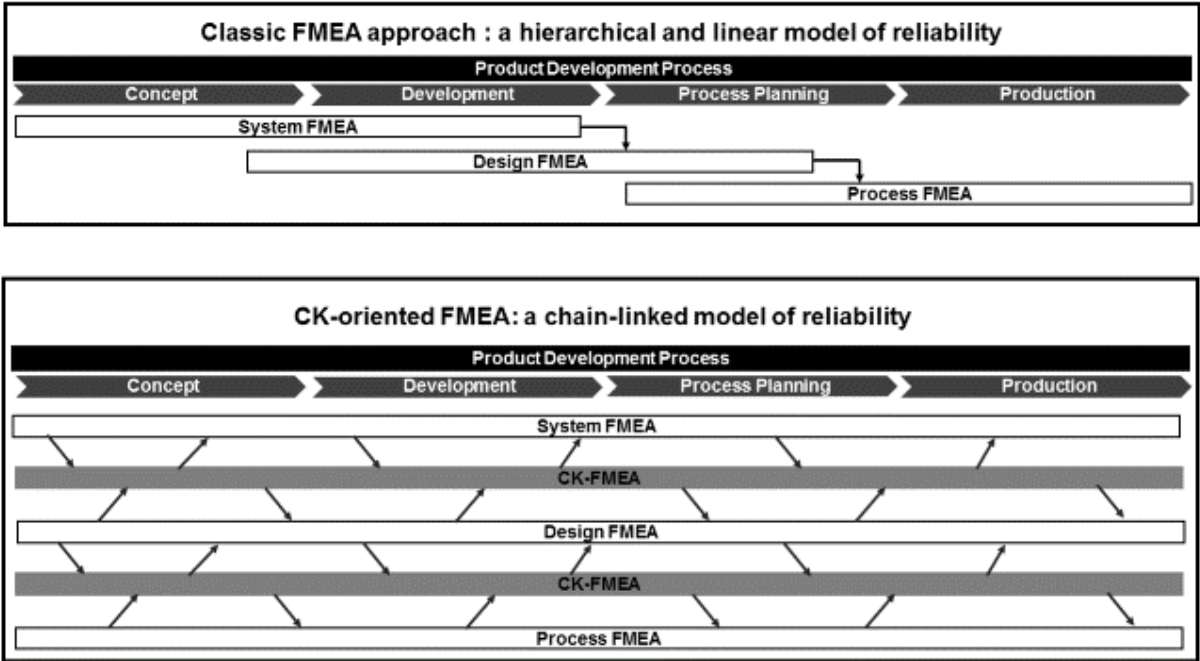 Classic FMEA approach : a hierarchical and linear model of reliability
Product Development Process
Concept Development Process Planning Production
System FMEA
Design FMEA
Process FMEA
CK-oriented FMEA: a chain-linked model of reliability
Product Development Process
Concept Development Process Planning Production
System FMEA
CK-FMEA
Design FMEA
CK-FMEA
Process FMEA